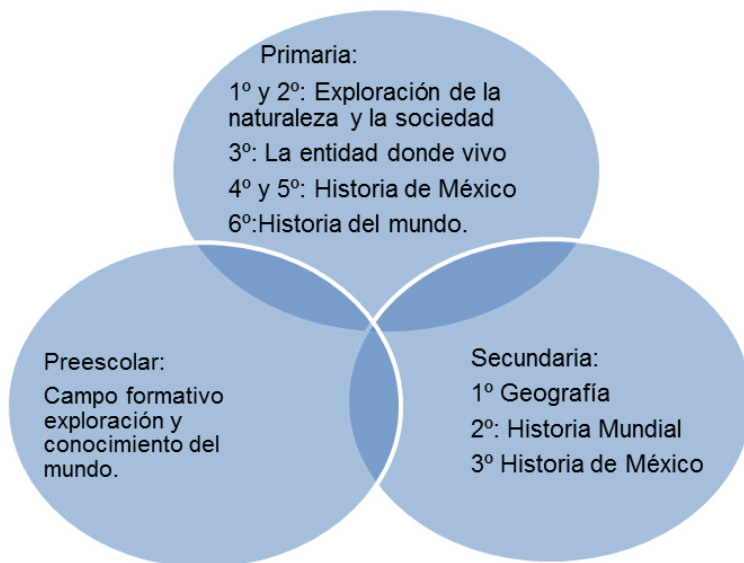 Primaria:
1º y 2º: Exploración de la
naturaleza y la sociedad
3º: La entidad donde vivo
4º y 5º: Historia de México
6º:Historia del mundo.
Preescolar:
Campo formativo
exploración y
conocimiento del
mundo.
Secundaria:
1º Geografía
2º: Historia Mundial
3º Historia de México